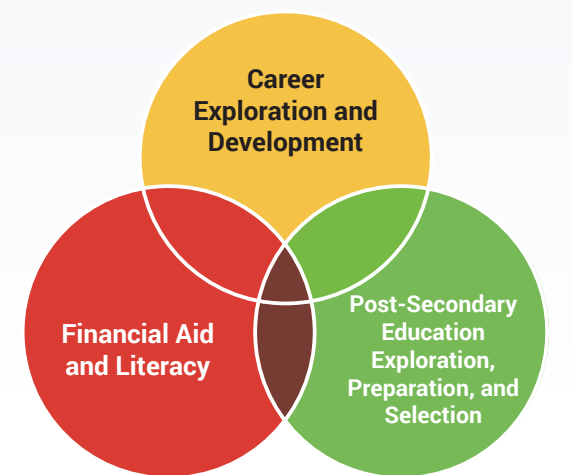 Career
Exploration and
Development
Financial Aid
and Literacy
Post-Secondary
Education
Exploration,
Preparation, and
Selection